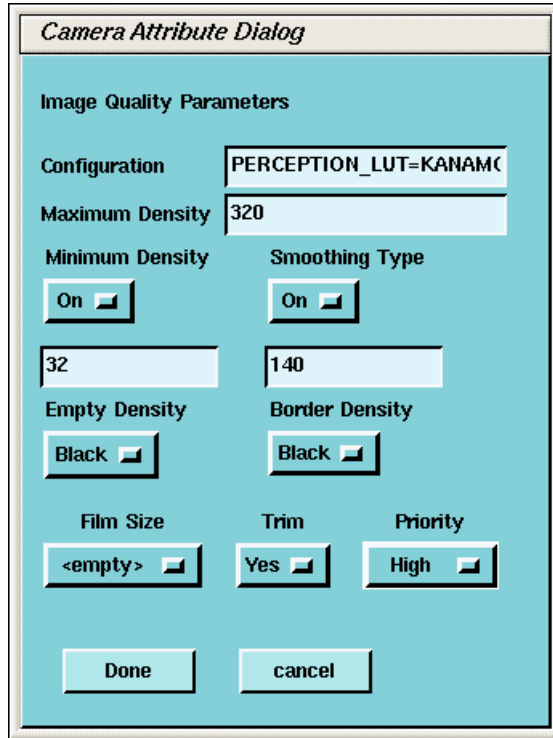 Camera Attribute Dialog
Image Quality Parameters
Configuration PERCEPTION_LUT=KANAMO
Maximum Density 320
Minimum Density Smoothing Type
On On
32 140
Empty Density Border Density
Black Black
Film Size Trim Priority
<empty> Yes High
Done cancel